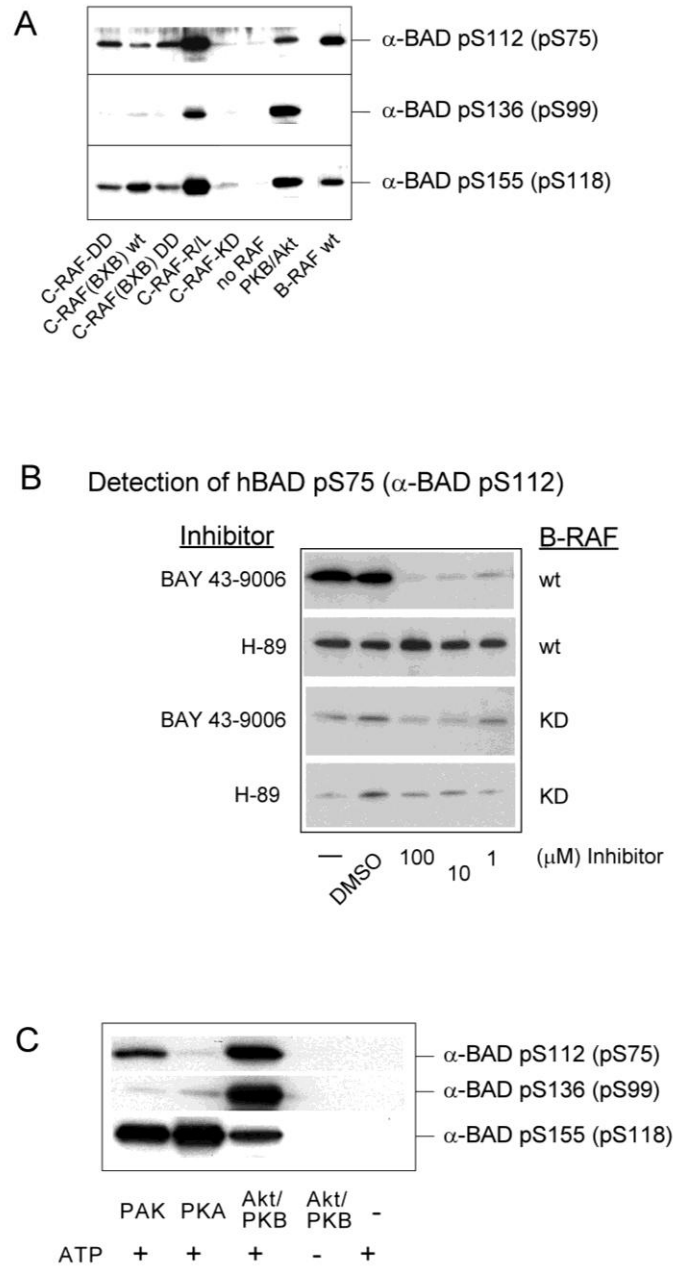 A
α-BAD pS112 (pS75)
α-BAD pS136 (pS99)
α-BAD pS155 (pS118)
C-RAF-DD
C-RAF(BXB) wt
C-RAF(BXB) DD
C-RAF-R/L
C-RAF-KD
no RAF
PKB/Akt
B-RAF wt
B Detection of hBAD pS75 (α-BAD pS112)
Inhibitor B-RAF
BAY 43-9006 wt
H-89 wt
BAY 43-9006 KD
H-89 KD
— DMSO 100 10 1 (μM) Inhibitor
C
α-BAD pS112 (pS75)
α-BAD pS136 (pS99)
α-BAD pS155 (pS118)
PAK PKA Akt/PKB Akt/PKB -
ATP + + + - +